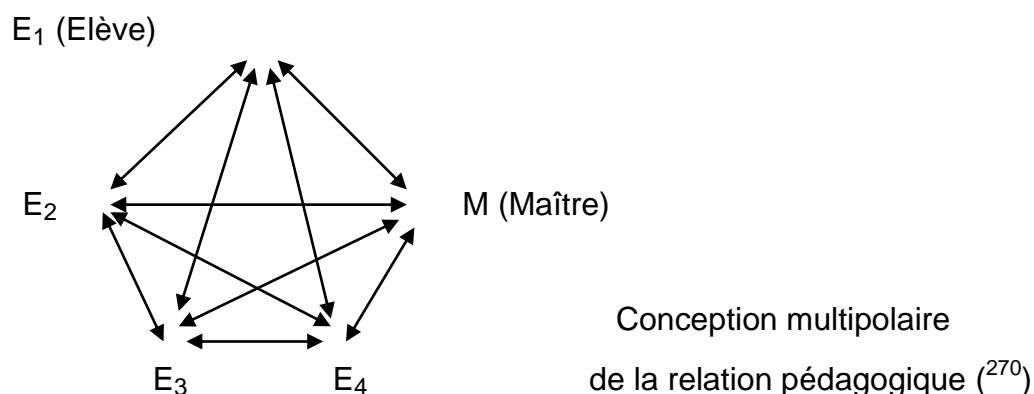 E₁ (Elève)
E₂
M (Maître)
Conception multipolaire
E₃
E₄
de la relation pédagogique (²⁷⁰)